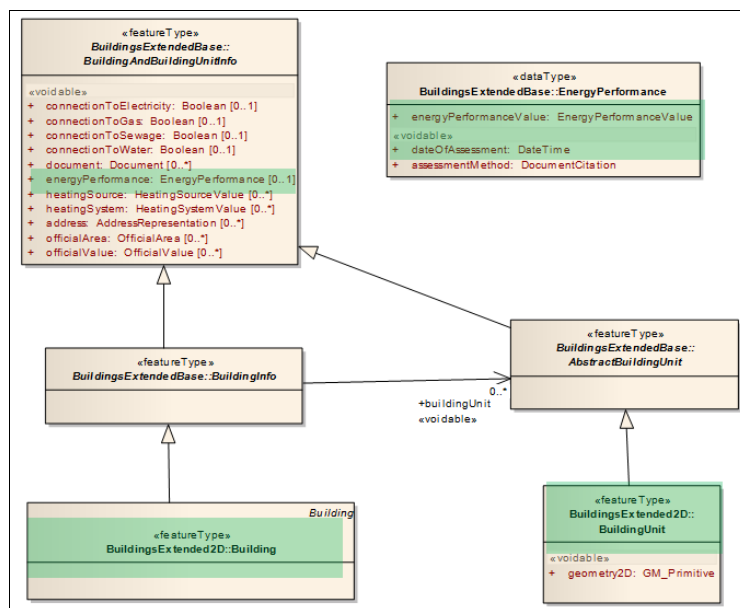 «featureType»
BuildingsExtendedBase::
BuildingAndBuildingUnitInfo
«voidable»
+ connectionToElectricity: Boolean [0..1]
+ connectionToGas: Boolean [0..1]
+ connectionToSewage: Boolean [0..1]
+ connectionToWater: Boolean [0..1]
+ document: Document [0..*]
+ energyPerformance: EnergyPerformance [0..1]
+ heatingSource: HeatingSourceValue [0..*]
+ heatingSystem: HeatingSystemValue [0..*]
+ address: AddressRepresentation [0..*]
+ officialArea: OfficialArea [0..*]
+ officialValue: OfficialValue [0..*]
«dataType»
BuildingsExtendedBase::EnergyPerformance
+ energyPerformanceValue: EnergyPerformanceValue
«voidable»
+ dateOfAssessment: DateTime
+ assessmentMethod: DocumentCitation
«featureType»
BuildingsExtendedBase::BuildingInfo
«featureType»
BuildingsExtendedBase::
AbstractBuildingUnit
0..*
+buildingUnit
«voidable»
Building
«featureType»
BuildingsExtended2D::Building
«featureType»
BuildingsExtended2D::
BuildingUnit
«voidable»
+ geometry2D: GM_Primitive